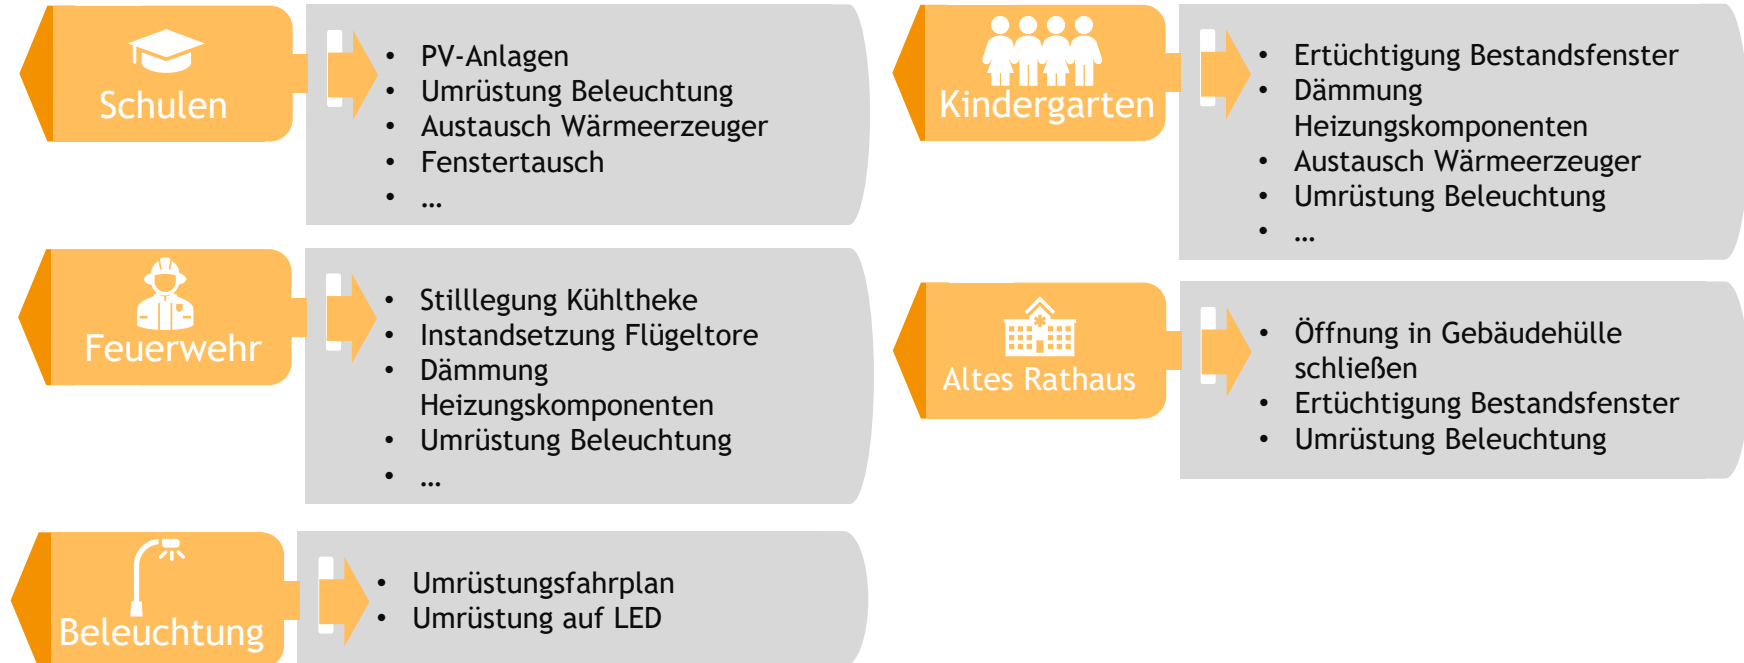 Schulen
• PV-Anlagen
• Umrüstung Beleuchtung
• Austausch Wärmeerzeuger
• Fenstertausch
• …
Kindergarten
• Ertüchtigung Bestandsfenster
• Dämmung
Heizungskomponenten
• Austausch Wärmeerzeuger
• Umrüstung Beleuchtung
• …
Feuerwehr
• Stilllegung Kühltheke
• Instandsetzung Flügeltore
• Dämmung
Heizungskomponenten
• Umrüstung Beleuchtung
• …
Altes Rathaus
• Öffnung in Gebäudehülle
schließen
• Ertüchtigung Bestandsfenster
• Umrüstung Beleuchtung
Beleuchtung
• Umrüstungsfahrplan
• Umrüstung auf LED